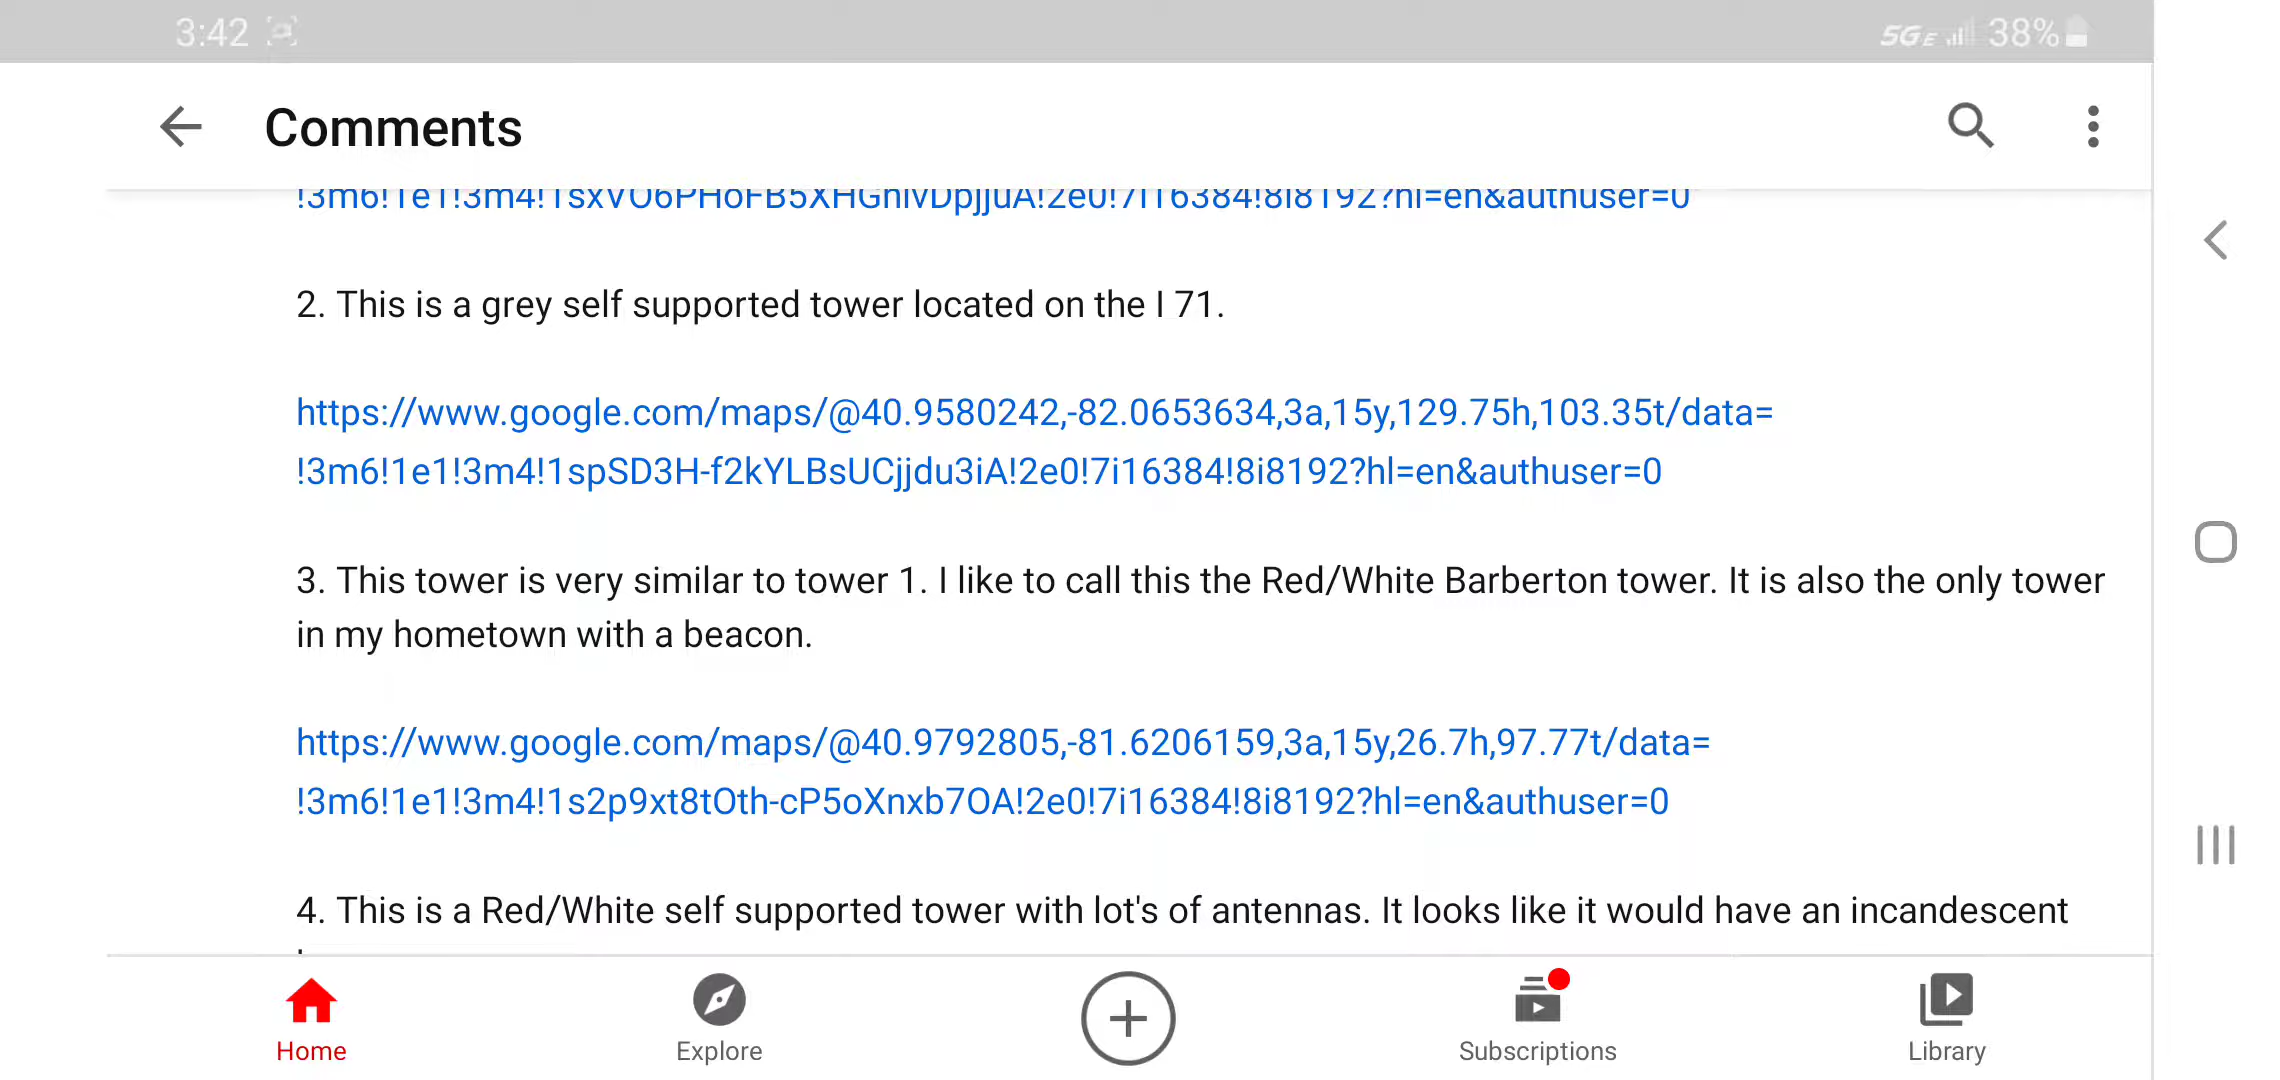 3:42
5GE 38%
Comments
2. This is a grey self supported tower located on the I 71.
https://www.google.com/maps/@40.9580242,-82.0653634,3a,15y,129.75h,103.35t/data=
!3m6!1e1!3m4!1spSD3H-f2kYLBsUCjjdu3iA!2e0!7i16384!8i8192?hl=en&authuser=0
3. This tower is very similar to tower 1. I like to call this the Red/White Barberton tower. It is also the only tower
in my hometown with a beacon.
https://www.google.com/maps/@40.9792805,-81.6206159,3a,15y,26.7h,97.77t/data=
!3m6!1e1!3m4!1s2p9xt8tOth-cP5oXnxb7OA!2e0!7i16384!8i8192?hl=en&authuser=0
4. This is a Red/White self supported tower with lot's of antennas. It looks like it would have an incandescent
Home
Explore
Subscriptions
Library